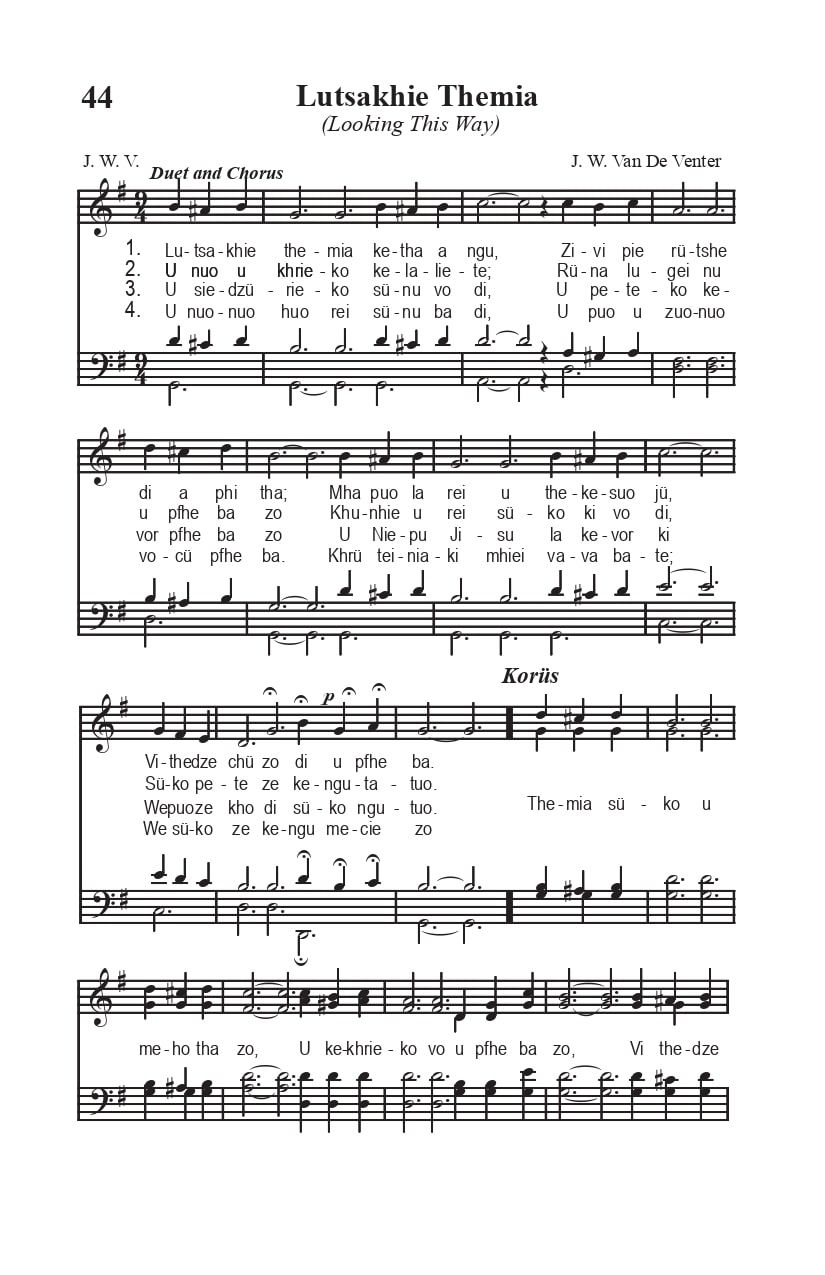 44
Lutsakhie Themia
(Looking This Way)
J. W. V.
J. W. Van De Venter
Duet and Chorus
1. Lu-tsa-khie the-mia ke-tha a ngu, Zi-vi pie rü-tshe
2. U nuo u khrie-ko ke-la-lie-te; Rü-na lu-gei nu
3. U sie-dzü-rie-ko sü-nu vo di, U pe-te-ko ke-
4. U nuo-nuo huo rei sü-nu ba di, U puo u zuo-nuo
di a phi tha; Mha puo la rei u the-ke-suo jü,
u pfhe ba zo Khu-nhie u rei sü-ko ki vo di,
vor pfhe ba zo U Nie-pu Ji-su la ke-vor ki
vo-cü pfhe ba. Khrü tei-nia-ki mhiei va-va ba-te;
p
Korüs
Vi-thedze chü zo di u pfhe ba.
Sü-ko pe-te ze ke-ngu-ta-tuo.
Wepuoze kho di sü-ko ngu-tuo.
We sü-ko ze ke-ngu me-cie zo
The-mia sü-ko u
me-ho tha zo, U ke-khrie-ko vo u pfhe ba zo, Vi the-dze